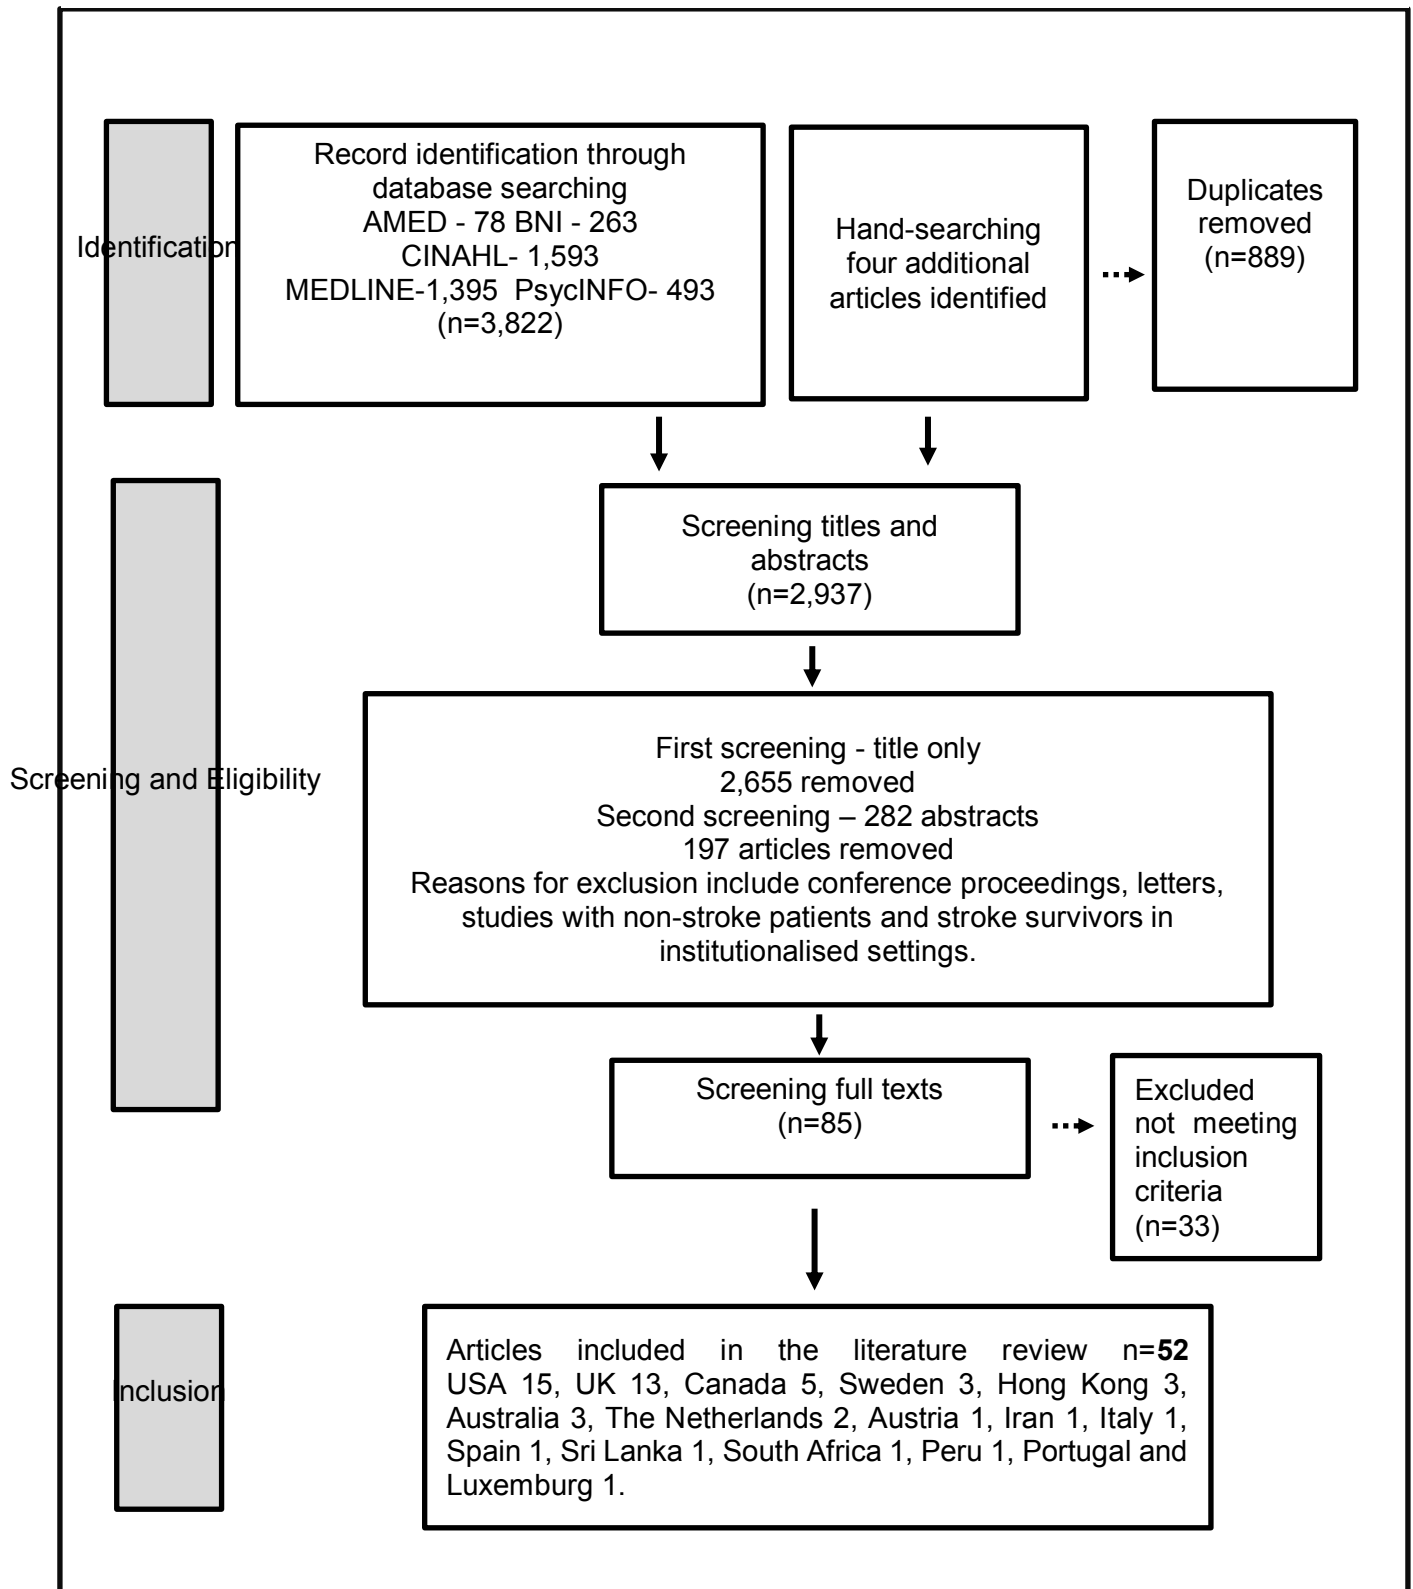 Identification
Record identification through
database searching
AMED - 78 BNI - 263
CINAHL- 1,593
MEDLINE-1,395 PsycINFO- 493
(n=3,822)
Hand-searching
four additional
articles identified
Duplicates
removed
(n=889)
Screening and Eligibility
Screening titles and
abstracts
(n=2,937)
First screening - title only
2,655 removed
Second screening – 282 abstracts
197 articles removed
Reasons for exclusion include conference proceedings, letters,
studies with non-stroke patients and stroke survivors in
institutionalised settings.
Screening full texts
(n=85)
Excluded
not meeting
inclusion
criteria
(n=33)
Inclusion
Articles included in the literature review n=52
USA 15, UK 13, Canada 5, Sweden 3, Hong Kong 3,
Australia 3, The Netherlands 2, Austria 1, Iran 1, Italy 1,
Spain 1, Sri Lanka 1, South Africa 1, Peru 1, Portugal and
Luxemburg 1.